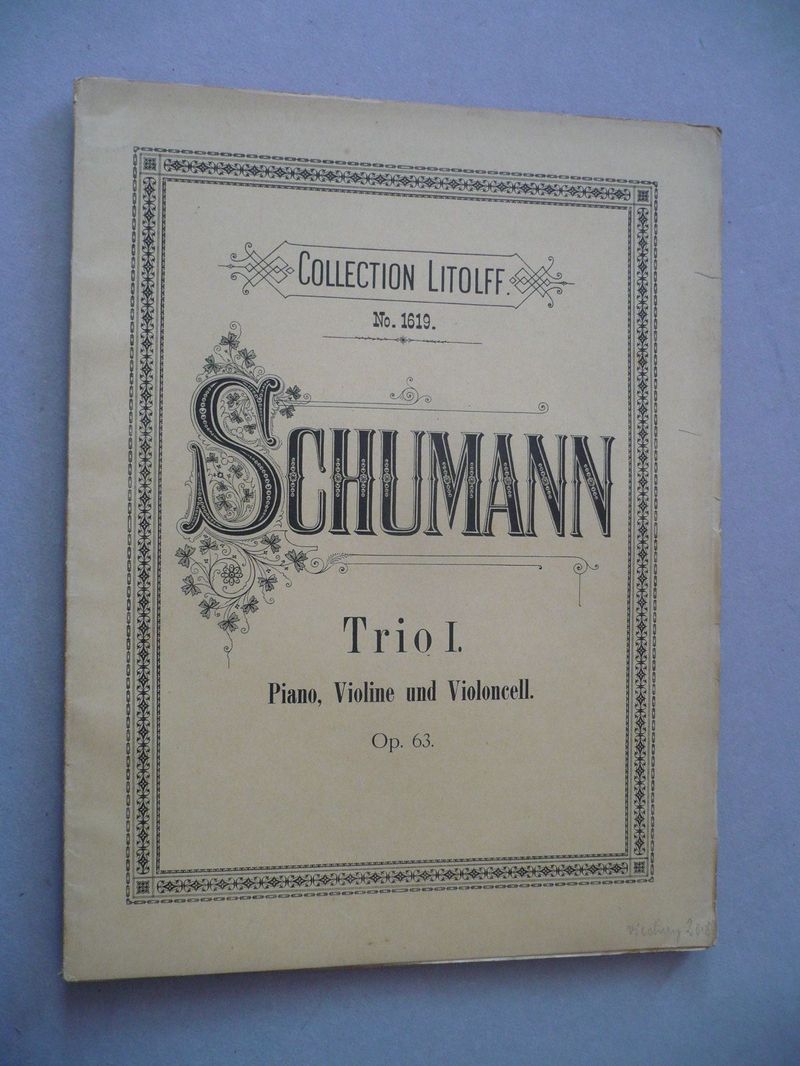 COLLECTION LITOLFF.
No. 1619.
SCHUMANN
Trio I.
Piano, Violine und Violoncell.
Op. 63.